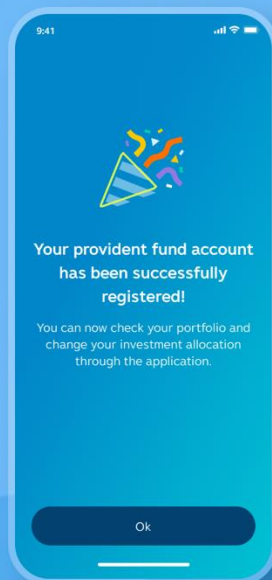 9:41
Your provident fund account
has been successfully
registered!
You can now check your portfolio and
change your investment allocation
through the application.
Ok